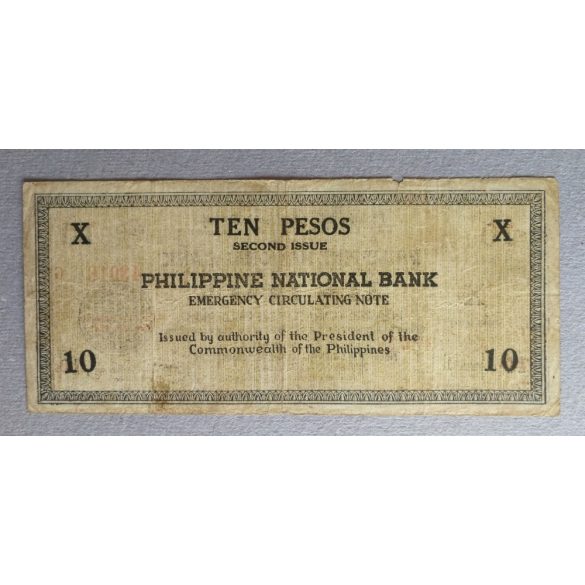 X TEN PESOS X
SECOND ISSUE
PHILIPPINE NATIONAL BANK
EMERGENCY CIRCULATING NOTE
Issued by authority of the President of the
Commonwealth of the Philippines
10 10